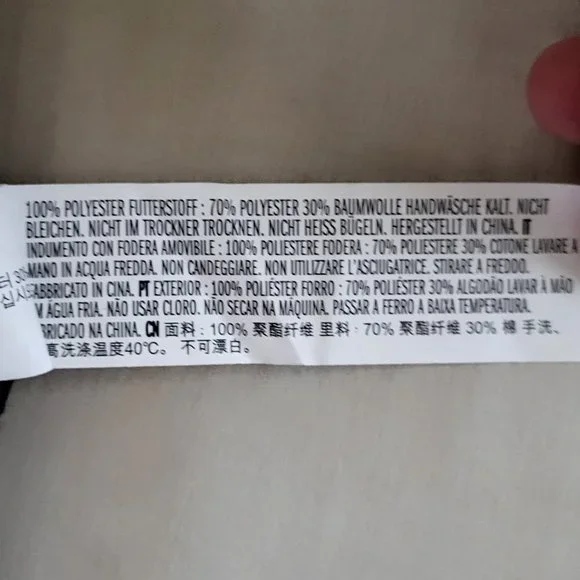 100% POLYESTER FUTTERSTOFF : 70% POLYESTER 30% BAUMWOLLE HANDWÄSCHE KALT. NICHT
BLEICHEN. NICHT IM TROCKNER TROCKNEN. NICHT HEISS BÜGELN. HERGESTELLT IN CHINA. IT
INDUMENTO CON FODERA AMOVIBILE : 100% POLIESTERE FODERA : 70% POLIESTERE 30% COTONE LAVARE A
MANO IN ACQUA FREDDA. NON CANDEGGIARE. NON UTILIZZARE L'ASCIUGATRICE. STIRARE A FREDDO.
FABBRICATO IN CINA. PT EXTERIOR : 100% POLIÉSTER FORRO : 70% POLIÉSTER 30% ALGODÃO LAVAR À MÃO
M ÁGUA FRIA. NÃO USAR CLORO. NÃO SECAR NA MÁQUINA. PASSAR A FERRO A BAIXA TEMPERATURA.
BRICADO NA CHINA. CN 面料 : 100% 聚酯纤维 里料 : 70% 聚酯纤维 30% 棉 手洗、
高洗涤温度40℃。 不可漂白。